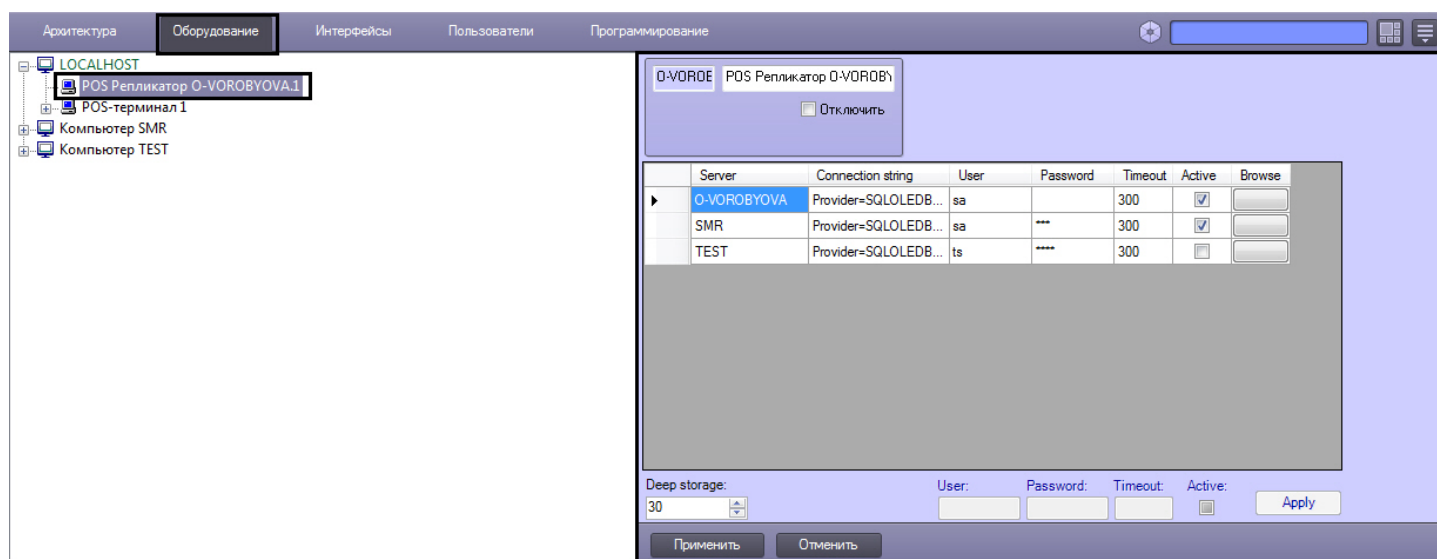 Архитектура Оборудование Интерфейсы Пользователи Программирование
LOCALHOST
POS Репликатор O-VOROBYOVA.1
POS-терминал 1
Компьютер SMR
Компьютер TEST
O-VOROE POS Репликатор O-VOROBY
Отключить
Server Connection string User Password Timeout Active Browse
O-VOROBYOVA Provider=SQLOLEDB... sa 300
SMR Provider=SQLOLEDB... sa *** 300
TEST Provider=SQLOLEDB... ts **** 300
Deep storage: User: Password: Timeout: Active:
30 Apply
Применить Отменить